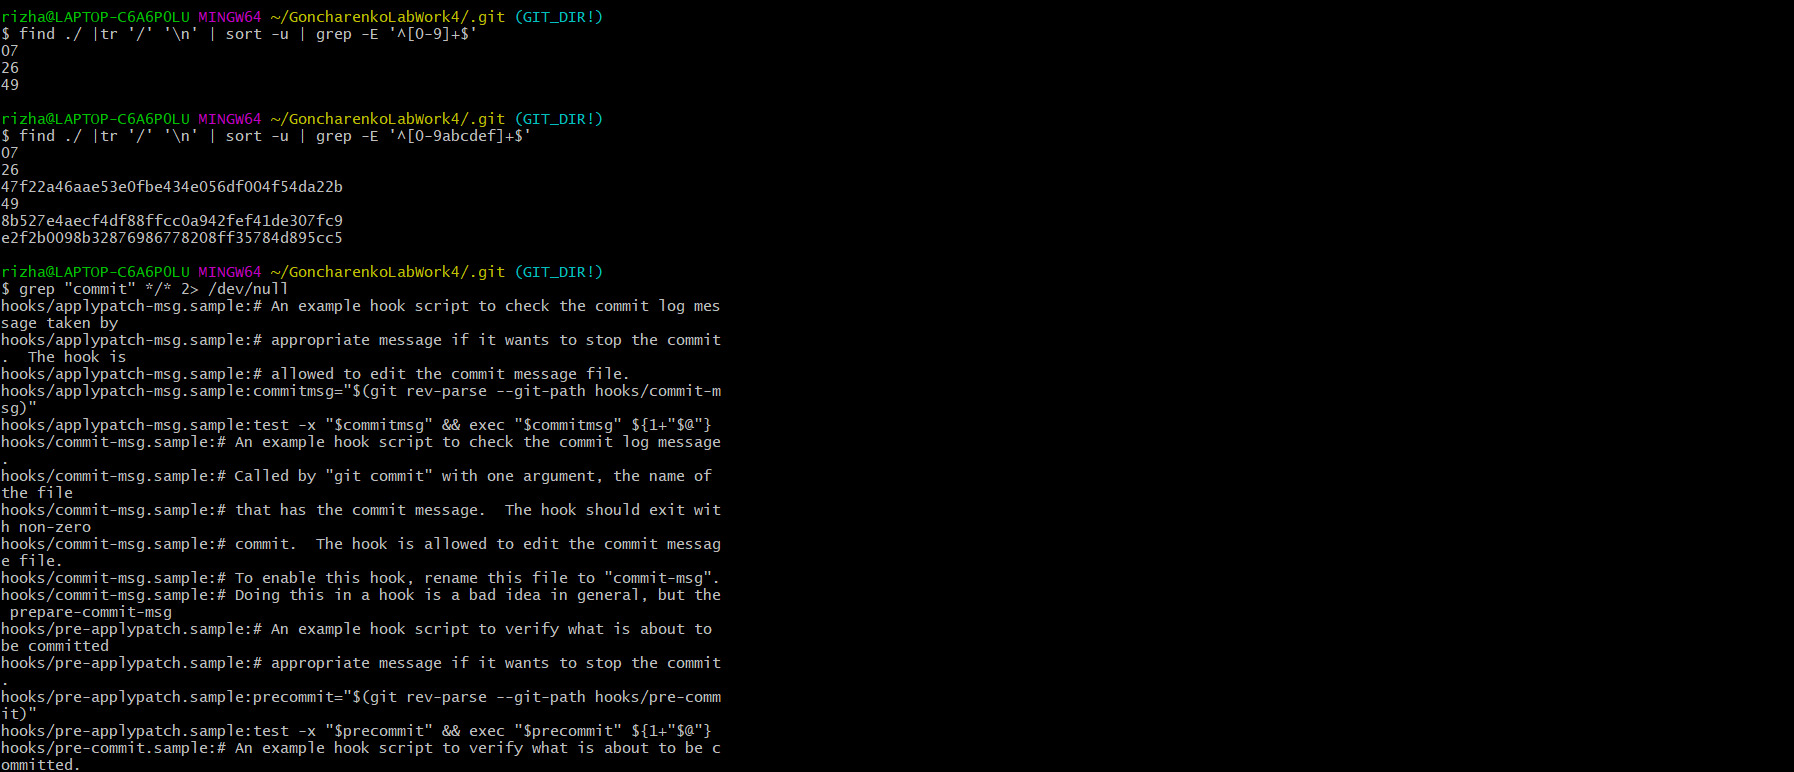 rizha@LAPTOP-C6A6POLU MINGW64 ~/GoncharenkoLabWork4/.git (GIT_DIR!)
$ find ./ |tr '/' '\n' | sort -u | grep -E '^[0-9]+$'
07
26
49

rizha@LAPTOP-C6A6POLU MINGW64 ~/GoncharenkoLabWork4/.git (GIT_DIR!)
$ find ./ |tr '/' '\n' | sort -u | grep -E '^[0-9abcdef]+$'
07
26
47f22a46aae53e0fbe434e056df004f54da22b
49
8b527e4aecf4df88ffcc0a942fef41de307fc9
e2f2b0098b32876986778208ff35784d895cc5

rizha@LAPTOP-C6A6POLU MINGW64 ~/GoncharenkoLabWork4/.git (GIT_DIR!)
$ grep "commit" */* 2> /dev/null
hooks/applypatch-msg.sample:# An example hook script to check the commit log mes
sage taken by
hooks/applypatch-msg.sample:# appropriate message if it wants to stop the commit
.  The hook is
hooks/applypatch-msg.sample:# allowed to edit the commit message file.
hooks/applypatch-msg.sample:commitmsg="$(git rev-parse --git-path hooks/commit-m
sg)"
hooks/applypatch-msg.sample:test -x "$commitmsg" && exec "$commitmsg" ${1+"$@"}
hooks/commit-msg.sample:# An example hook script to check the commit log message
.
hooks/commit-msg.sample:# Called by "git commit" with one argument, the name of
the file
hooks/commit-msg.sample:# that has the commit message.  The hook should exit wit
h non-zero
hooks/commit-msg.sample:# commit.  The hook is allowed to edit the commit messag
e file.
hooks/commit-msg.sample:# To enable this hook, rename this file to "commit-msg".
hooks/commit-msg.sample:# Doing this in a hook is a bad idea in general, but the
 prepare-commit-msg
hooks/pre-applypatch.sample:# An example hook script to verify what is about to
be committed
hooks/pre-applypatch.sample:# appropriate message if it wants to stop the commit
.
hooks/pre-applypatch.sample:precommit="$(git rev-parse --git-path hooks/pre-comm
it)"
hooks/pre-applypatch.sample:test -x "$precommit" && exec "$precommit" ${1+"$@"}
hooks/pre-commit.sample:# An example hook script to verify what is about to be c
ommitted.